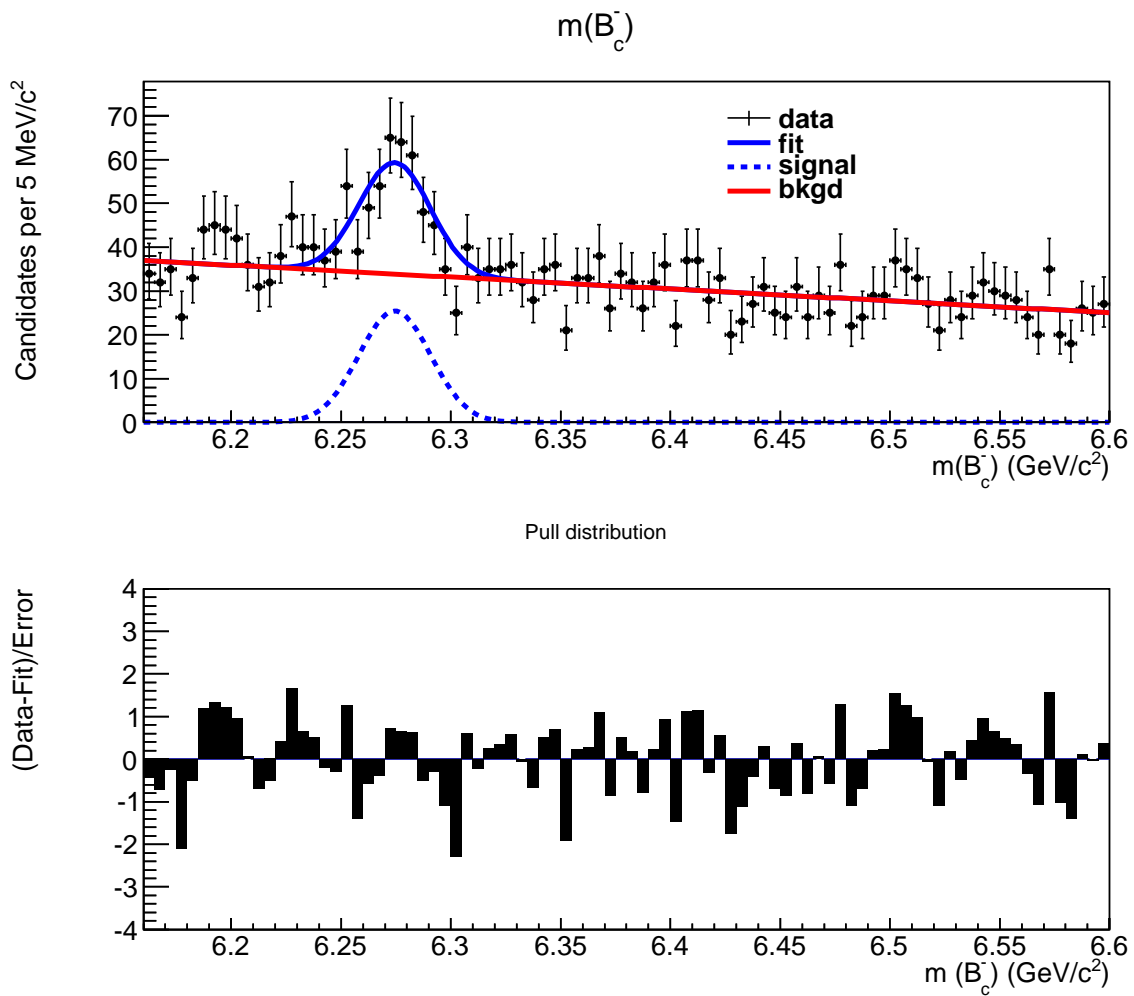 m(B_c^-)
Candidates per 5 MeV/c²
70
60
50
40
30
20
10
0
data
fit
signal
bkgd
6.2 6.25 6.3 6.35 6.4 6.45 6.5 6.55 6.6
m(B_c^-) (GeV/c²)
Pull distribution
(Data-Fit)/Error
4
3
2
1
0
-1
-2
-3
-4
6.2 6.25 6.3 6.35 6.4 6.45 6.5 6.55 6.6
m (B_c^-) (GeV/c²)